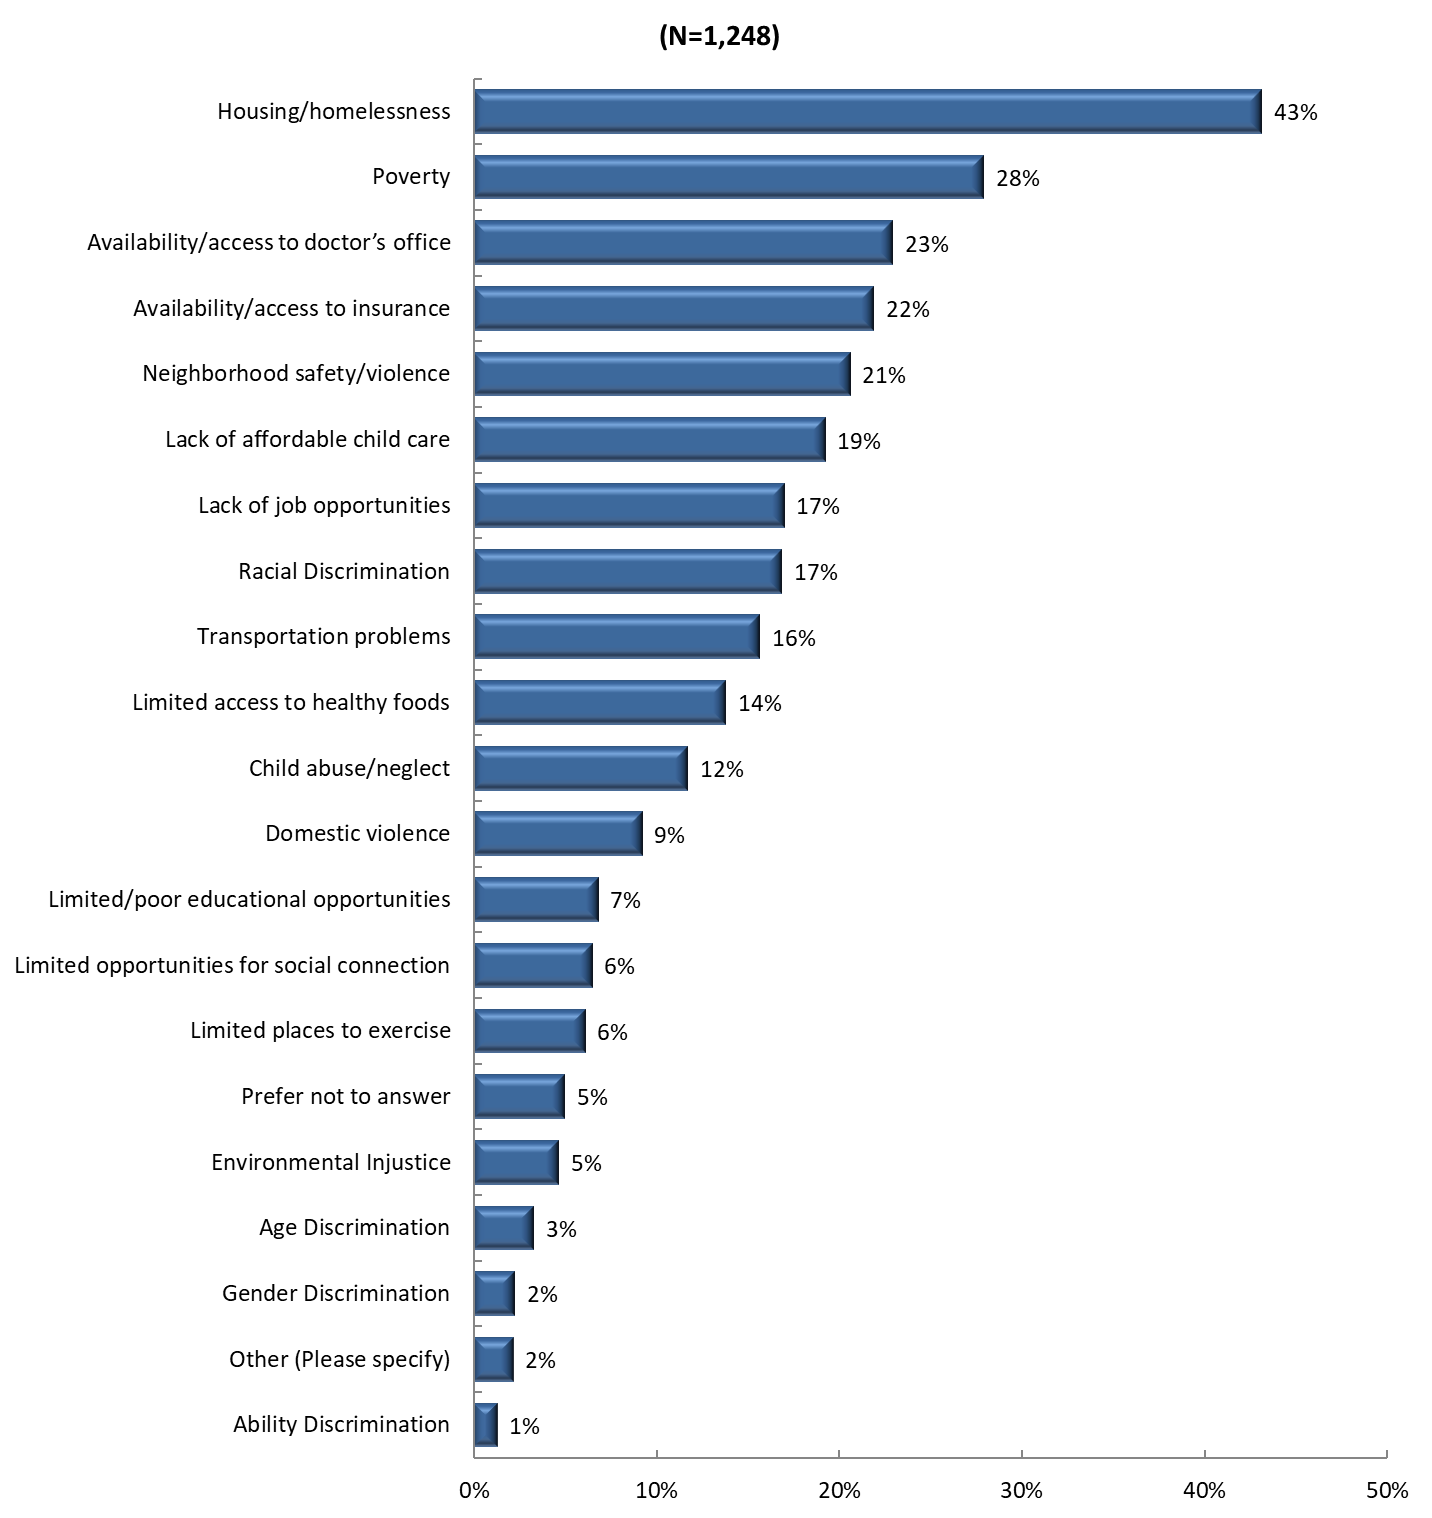 (N=1,248)
Housing/homelessness 43%
Poverty 28%
Availability/access to doctor’s office 23%
Availability/access to insurance 22%
Neighborhood safety/violence 21%
Lack of affordable child care 19%
Lack of job opportunities 17%
Racial Discrimination 17%
Transportation problems 16%
Limited access to healthy foods 14%
Child abuse/neglect 12%
Domestic violence 9%
Limited/poor educational opportunities 7%
Limited opportunities for social connection 6%
Limited places to exercise 6%
Prefer not to answer 5%
Environmental Injustice 5%
Age Discrimination 3%
Gender Discrimination 2%
Other (Please specify) 2%
Ability Discrimination 1%
0% 10% 20% 30% 40% 50%